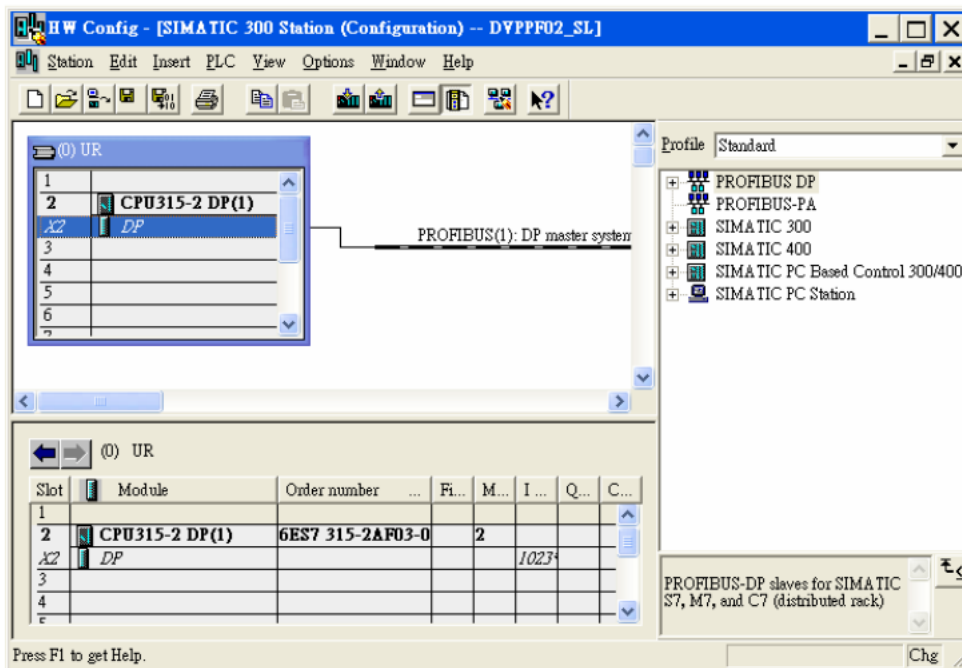 HW Config - [SIMATIC 300 Station (Configuration) -- DVPPF02_SL]
Station Edit Insert PLC View Options Window Help
(0) UR
1
2 CPU315-2 DP(1)
X2 DP
3
4
5
6
PROFIBUS(1): DP master system
Profile Standard
PROFIBUS DP
PROFIBUS-PA
SIMATIC 300
SIMATIC 400
SIMATIC PC Based Control 300/400
SIMATIC PC Station
(0) UR
Slot Module Order number ... Fi... M... I ... Q... C...
1
2 CPU315-2 DP(1) 6ES7 315-2AF03-0 2
X2 DP 1023*
3
4
PROFIBUS-DP slaves for SIMATIC
S7, M7, and C7 (distributed rack)
Press F1 to get Help.
Chg